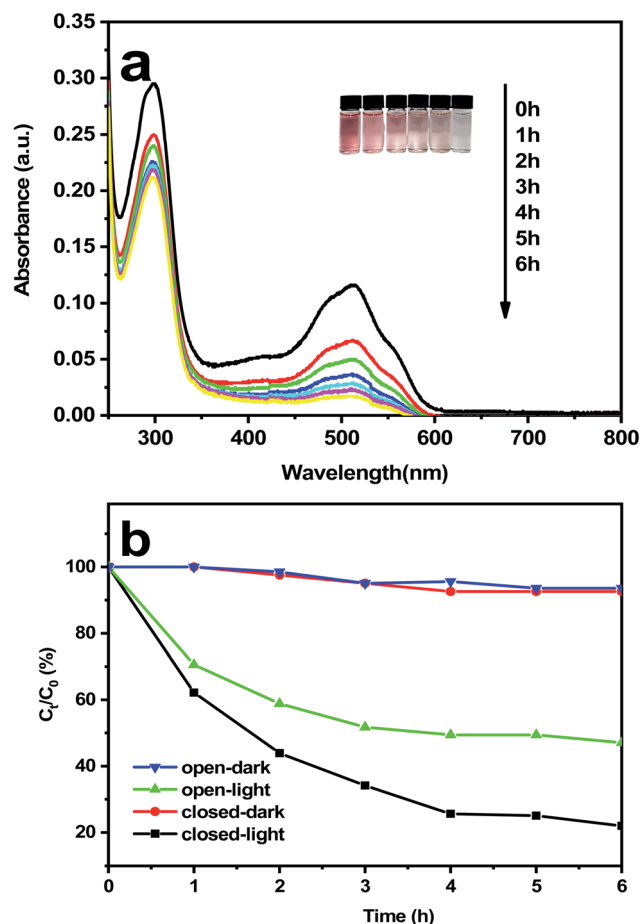 a
0.35
0.30
0.25
0.20
0.15
0.10
0.05
0.00
Absorbance (a.u.)
0h
1h
2h
3h
4h
5h
6h
300 400 500 600 700 800
Wavelength(nm)
b
100
80
60
40
20
Ct/C0 (%)
open-dark
open-light
closed-dark
closed-light
0 1 2 3 4 5 6
Time (h)